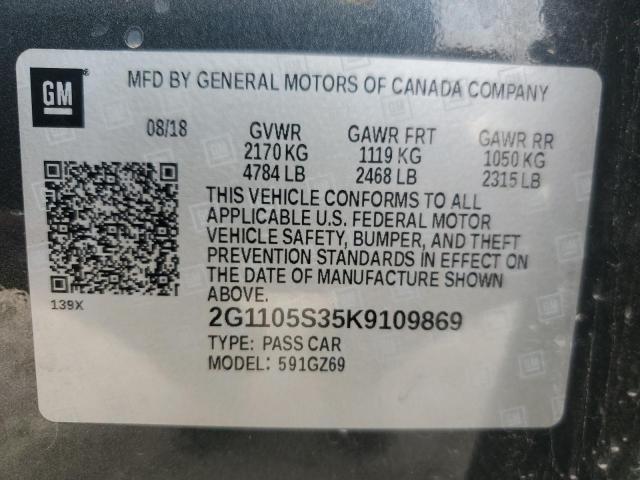 GM
MFD BY GENERAL MOTORS OF CANADA COMPANY
08/18 GVWR GAWR FRT GAWR RR
2170 KG 1119 KG 1050 KG
4784 LB 2468 LB 2315 LB
THIS VEHICLE CONFORMS TO ALL
APPLICABLE U.S. FEDERAL MOTOR
VEHICLE SAFETY, BUMPER, AND THEFT
PREVENTION STANDARDS IN EFFECT ON
THE DATE OF MANUFACTURE SHOWN
ABOVE.
139X
2G1105S35K9109869
TYPE: PASS CAR
MODEL: 591GZ69